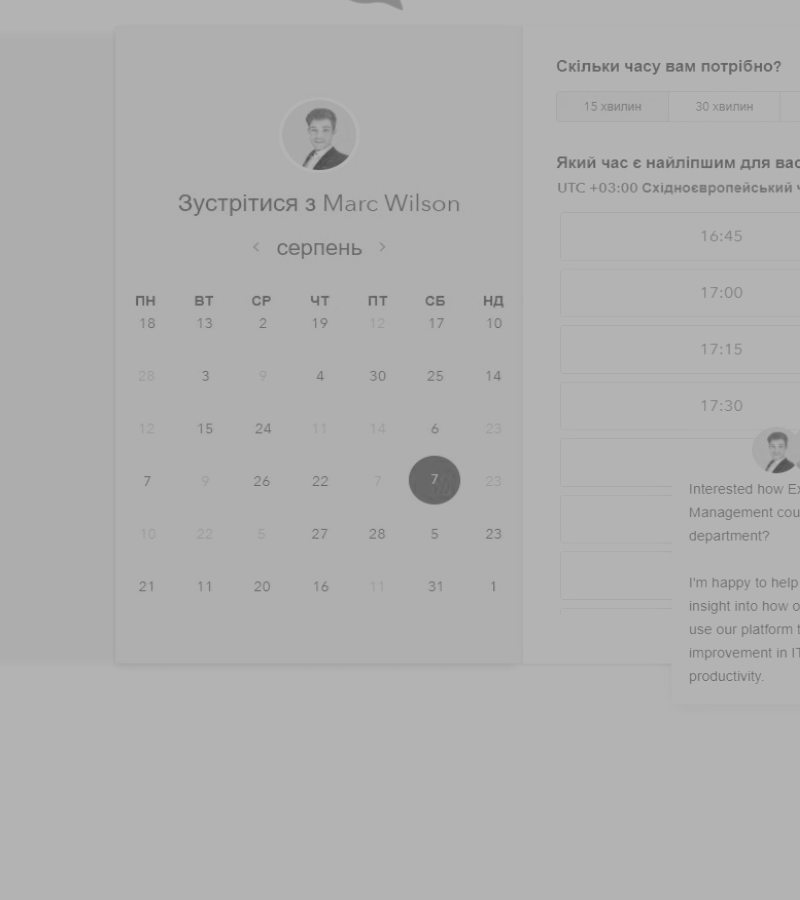 Зустрітися з Marc Wilson
серпень
ПН ВТ СР ЧТ ПТ СБ НД
18 13 2 19 12 17 10
28 3 9 4 30 25 14
12 15 24 11 14 6 23
7 9 26 22 7 7 23
10 22 5 27 28 5 23
21 11 20 16 11 31 1
Скільки часу вам потрібно?
15 хвилин 30 хвилин
Який час є найліпшим для вас
UTC +03:00 Східноєвропейський ч
16:45
17:00
17:15
17:30
Interested how Ex
Management cou
department?
I'm happy to help
insight into how o
use our platform t
improvement in IT
productivity.